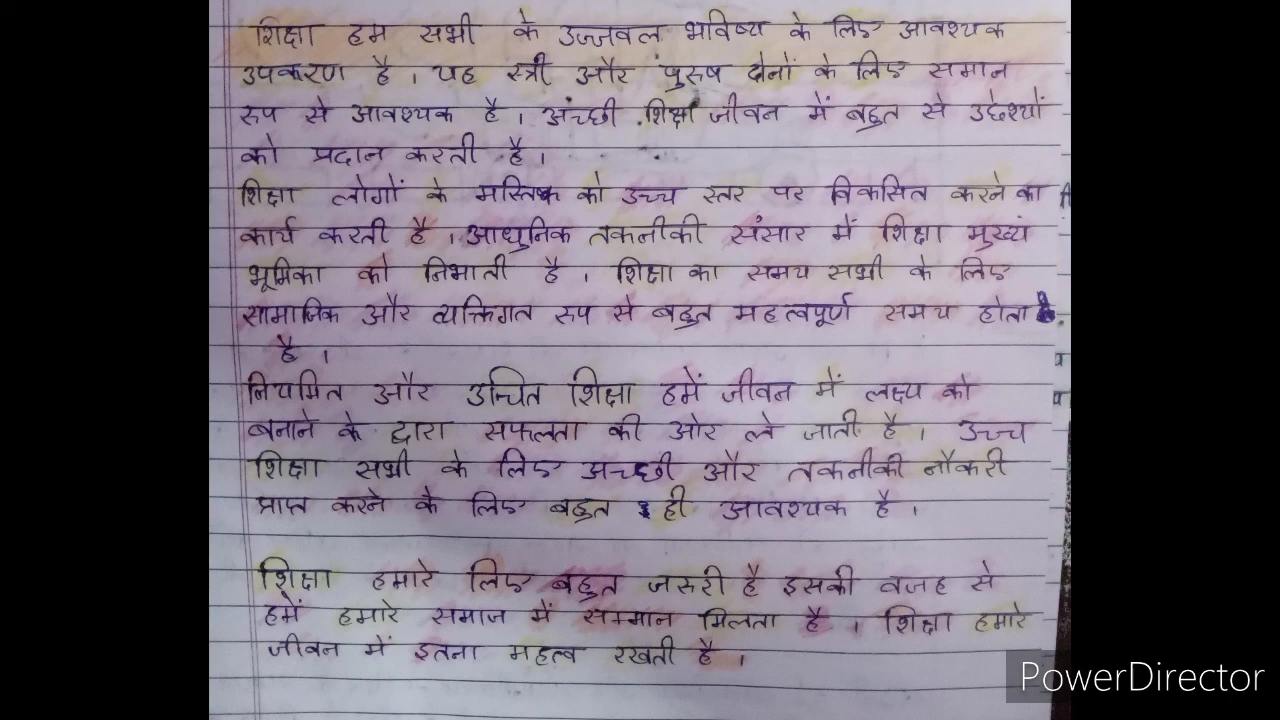 शिक्षा हम सभी के उज्जवल भविष्य के लिए आवश्यक
उपकरण है । यह स्त्री और पुरुष दोनों के लिए समान
रुप से आवश्यक है । अच्छी शिक्षा जीवन में बहुत से उद्देश्यों
को प्रदान करती है ।
शिक्षा लोगों के मस्तिष्क को उच्च स्तर पर विकसित करने का
कार्य करती है । आधुनिक तकनीकी संसार में शिक्षा मुख्य
भूमिका को निभाती है । शिक्षा का समय सभी के लिए
सामाजिक और व्यक्तिगत रुप से बहुत महत्वपूर्ण समय होता
है ।
नियमित और उचित शिक्षा हमें जीवन में लक्ष्य को
बनाने के द्वारा सफलता की ओर ले जाती है । उच्च
शिक्षा सभी के लिए अच्छी और तकनीकी नौकरी
प्राप्त करने के लिए बहुत ही आवश्यक है ।
शिक्षा हमारे लिए बहुत जरुरी है इसकी वजह से
हमें हमारे समाज में सम्मान मिलता है । शिक्षा हमारे
जीवन में इतना महत्व रखती है ।
PowerDirector